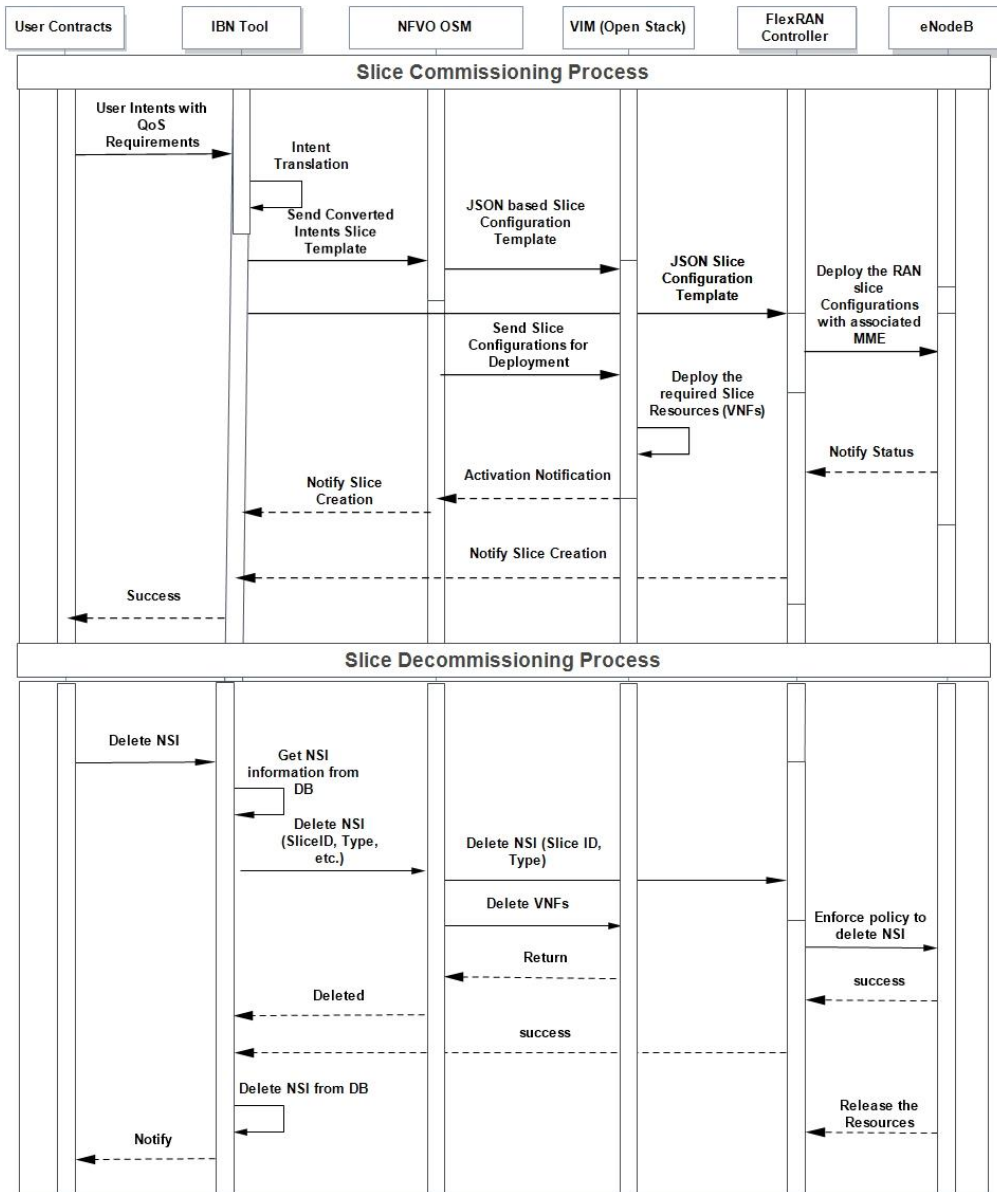 User Contracts
IBN Tool
NFVO OSM
VIM (Open Stack)
FlexRAN
Controller
eNodeB
Slice Commissioning Process
User Intents with
QoS
Requirements
Intent
Translation
Send Converted
Intents Slice
Template
JSON based Slice
Configuration
Template
JSON Slice
Configuration
Template
Deploy the RAN
slice
Configurations
with associated
MME
Send Slice
Configurations for
Deployment
Deploy the
required Slice
Resources (VNFs)
Notify Status
Activation Notification
Notify Slice
Creation
Notify Slice Creation
Success
Slice Decommissioning Process
Delete NSI
Get NSI
information from
DB
Delete NSI
(SliceID, Type,
etc.)
Delete NSI (Slice ID,
Type)
Delete VNFs
Enforce policy to
delete NSI
Return
success
Deleted
success
Delete NSI from DB
Release the
Resources
Notify